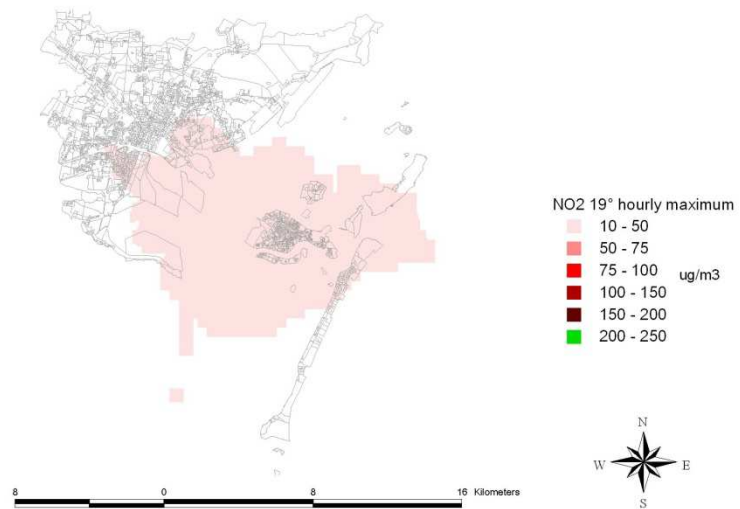 NO2 19° hourly maximum
10 - 50
50 - 75
75 - 100
100 - 150
150 - 200
200 - 250
ug/m3
N
W E
S
8 0 8 16 Kilometers